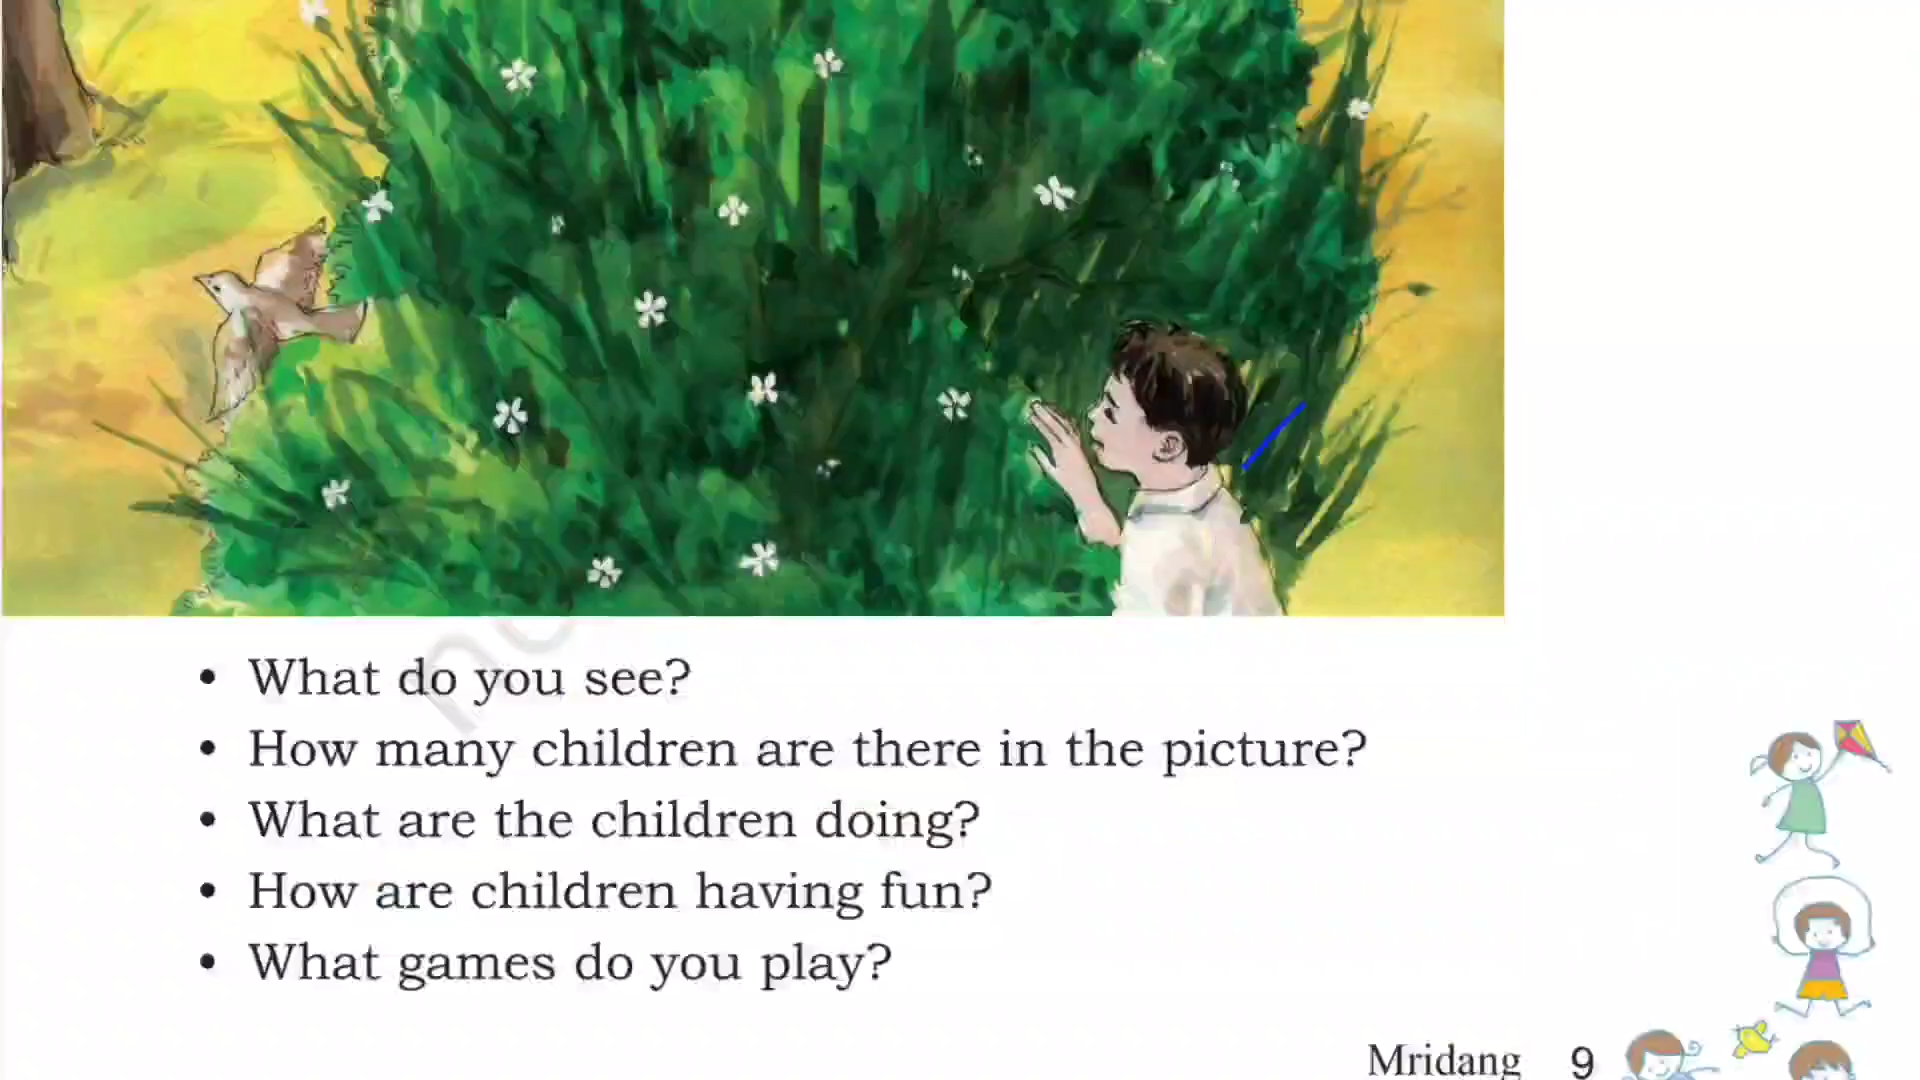 • What do you see?
• How many children are there in the picture?
• What are the children doing?
• How are children having fun?
• What games do you play?
Mridang 9